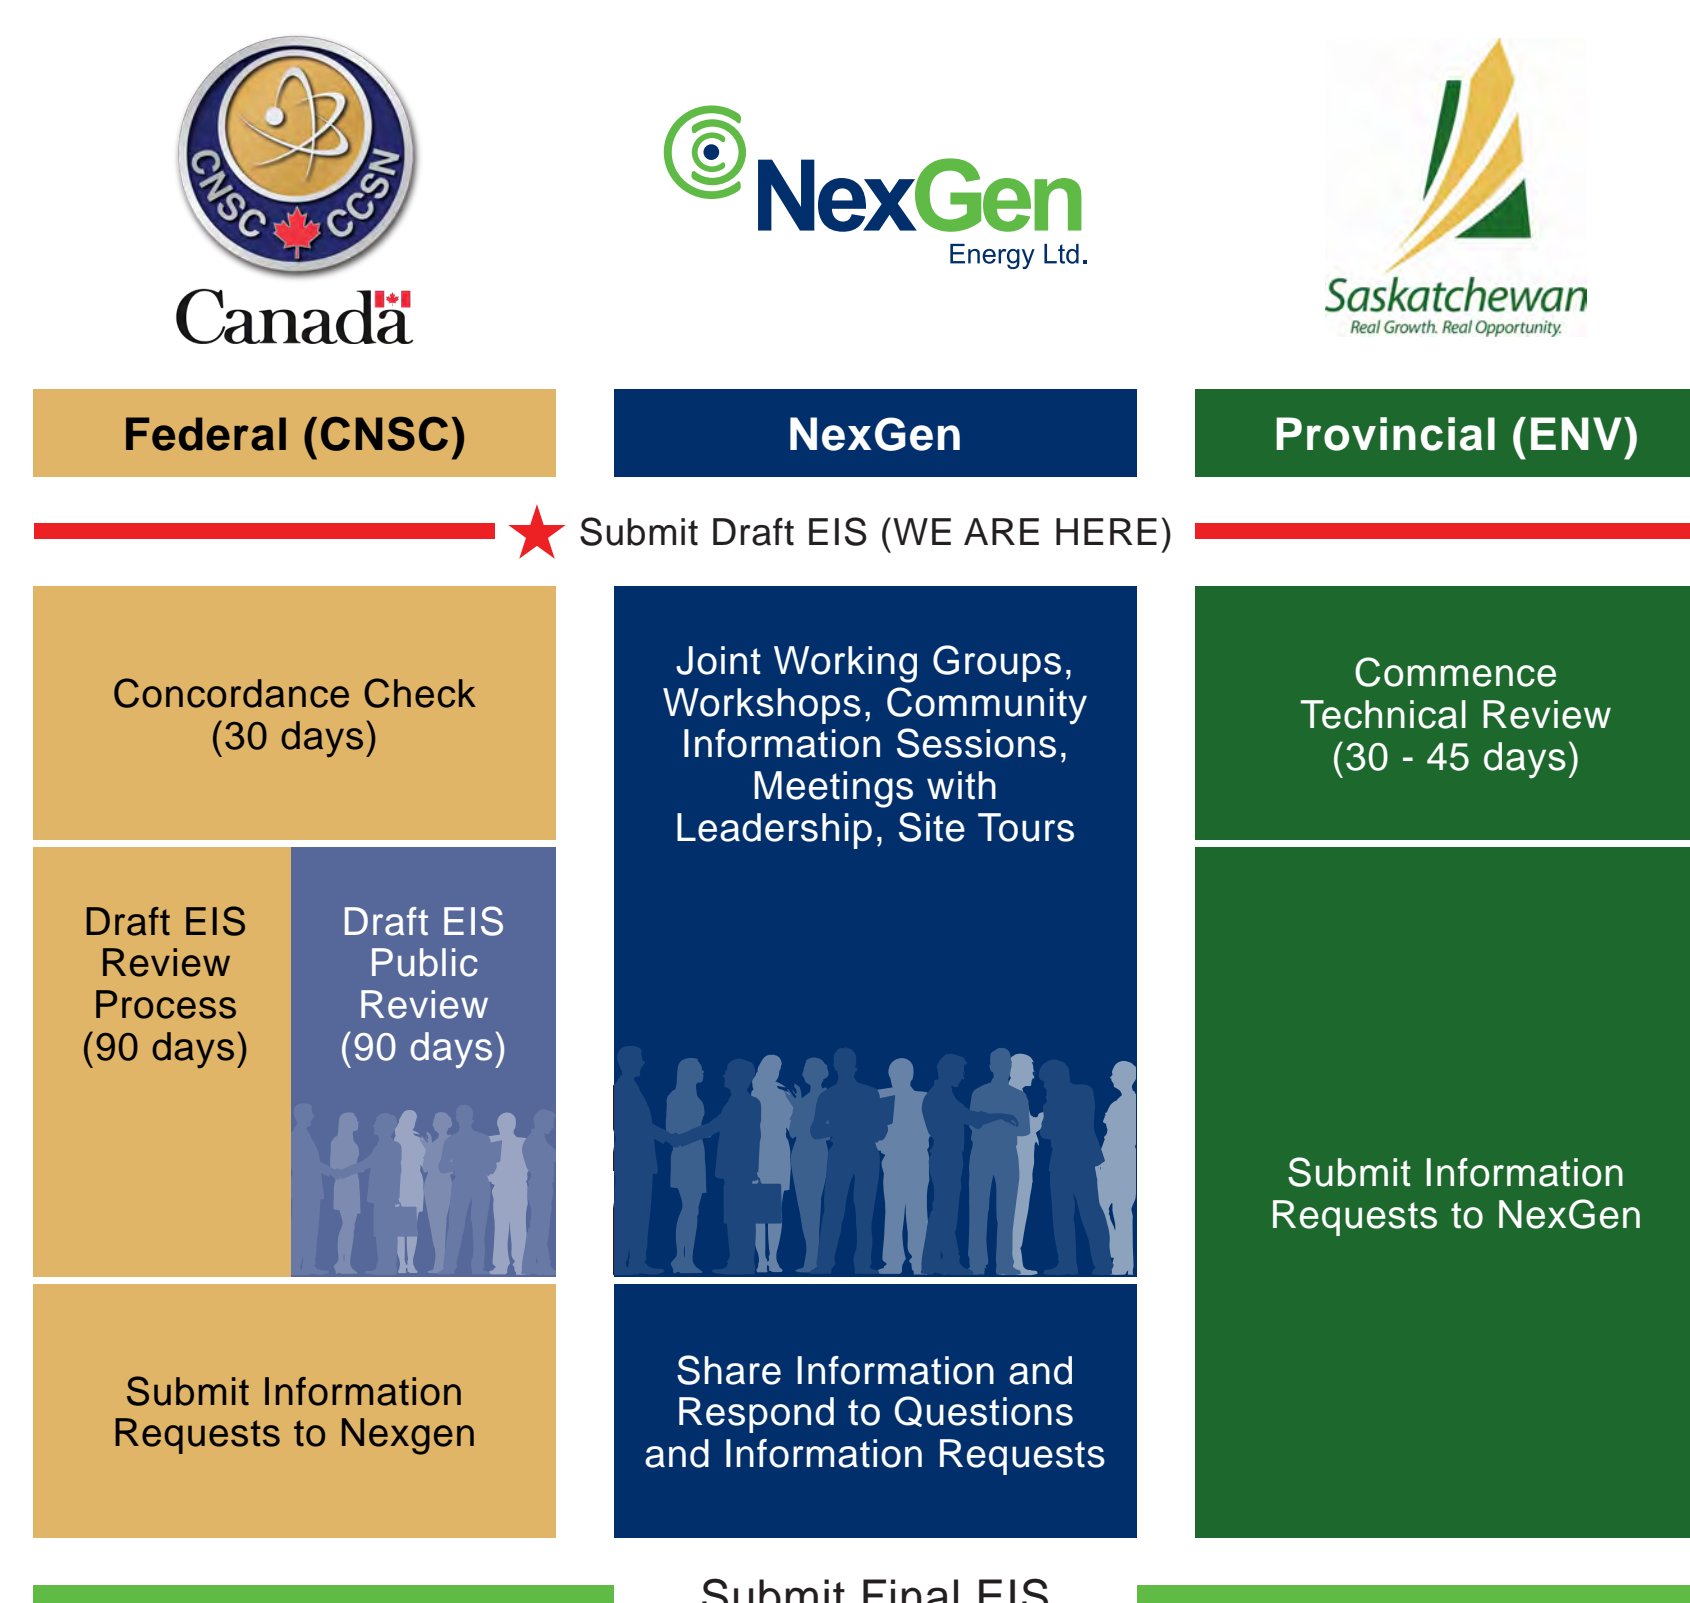 CNSC CCSN
Canada
NexGen
Energy Ltd.
Saskatchewan
Real Growth. Real Opportunity.
Federal (CNSC)
NexGen
Provincial (ENV)
Submit Draft EIS (WE ARE HERE)
Concordance Check
(30 days)
Joint Working Groups,
Workshops, Community
Information Sessions,
Meetings with
Leadership, Site Tours
Commence
Technical Review
(30 - 45 days)
Draft EIS
Review
Process
(90 days)
Draft EIS
Public
Review
(90 days)
Submit Information
Requests to NexGen
Submit Information
Requests to Nexgen
Share Information and
Respond to Questions
and Information Requests
Submit Final EIS